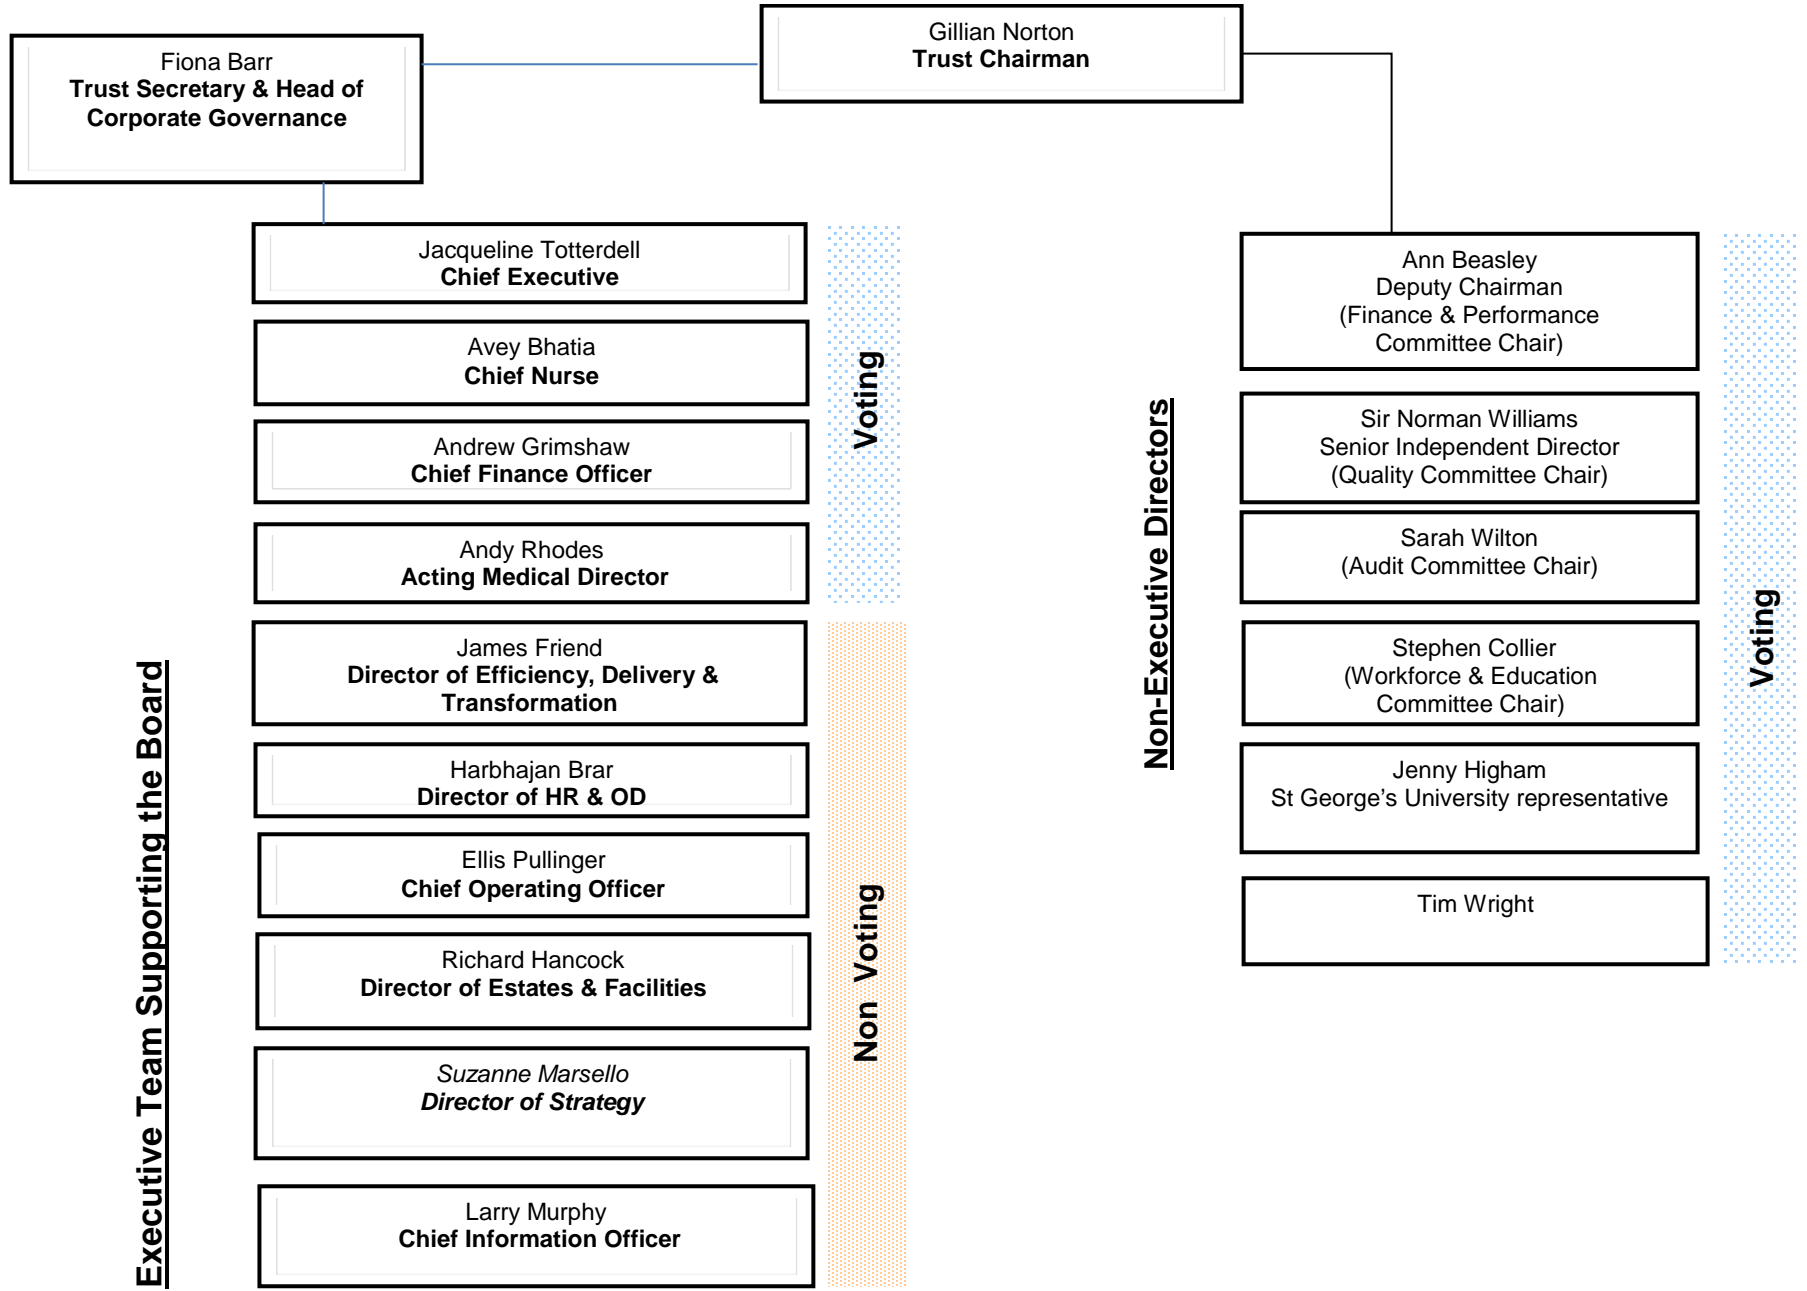 Gillian Norton
Trust Chairman
Fiona Barr
Trust Secretary & Head of
Corporate Governance
Executive Team Supporting the Board
Jacqueline Totterdell
Chief Executive
Avey Bhatia
Chief Nurse
Andrew Grimshaw
Chief Finance Officer
Andy Rhodes
Acting Medical Director
Voting
James Friend
Director of Efficiency, Delivery &
Transformation
Harbhajan Brar
Director of HR & OD
Ellis Pullinger
Chief Operating Officer
Richard Hancock
Director of Estates & Facilities
Suzanne Marsello
Director of Strategy
Larry Murphy
Chief Information Officer
Non Voting
Non-Executive Directors
Ann Beasley
Deputy Chairman
(Finance & Performance
Committee Chair)
Sir Norman Williams
Senior Independent Director
(Quality Committee Chair)
Sarah Wilton
(Audit Committee Chair)
Stephen Collier
(Workforce & Education
Committee Chair)
Jenny Higham
St George’s University representative
Tim Wright
Voting